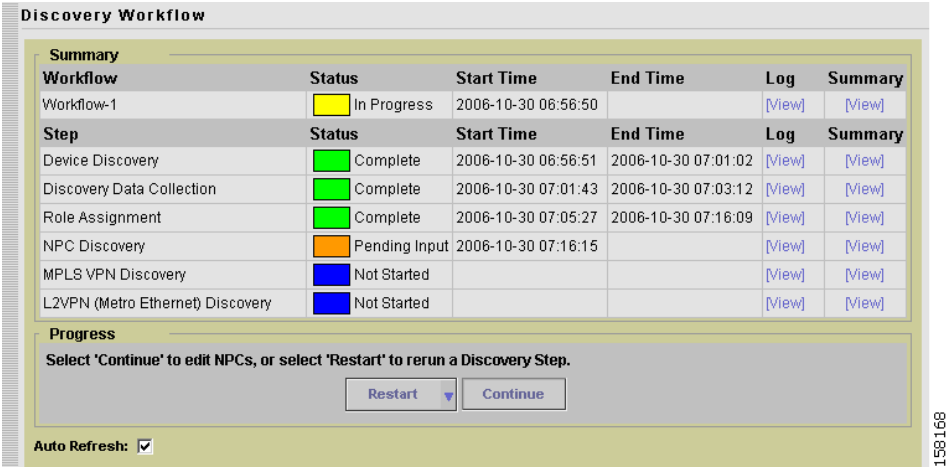 Discovery Workflow
Summary
Workflow Status Start Time End Time Log Summary
Workflow-1 In Progress 2006-10-30 06:56:50 [View] [View]
Step Status Start Time End Time Log Summary
Device Discovery Complete 2006-10-30 06:56:51 2006-10-30 07:01:02 [View] [View]
Discovery Data Collection Complete 2006-10-30 07:01:43 2006-10-30 07:03:12 [View] [View]
Role Assignment Complete 2006-10-30 07:05:27 2006-10-30 07:16:09 [View] [View]
NPC Discovery Pending Input 2006-10-30 07:16:15 [View] [View]
MPLS VPN Discovery Not Started [View] [View]
L2VPN (Metro Ethernet) Discovery Not Started [View] [View]
Progress
Select 'Continue' to edit NPCs, or select 'Restart' to rerun a Discovery Step.
Restart Continue
Auto Refresh:
158168